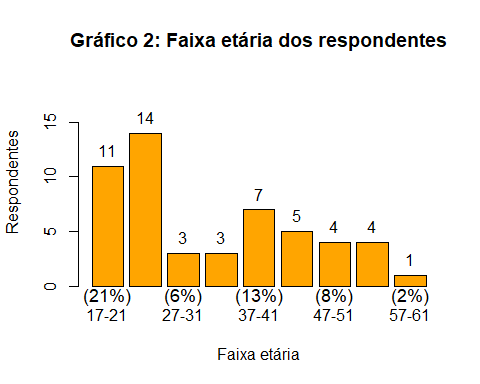 Gráfico 2: Faixa etária dos respondentes
Respondentes
15
10
5
0
11
14
3
3
7
5
4
4
1
(21%) (6%) (13%) (8%) (2%)
17-21 27-31 37-41 47-51 57-61
Faixa etária